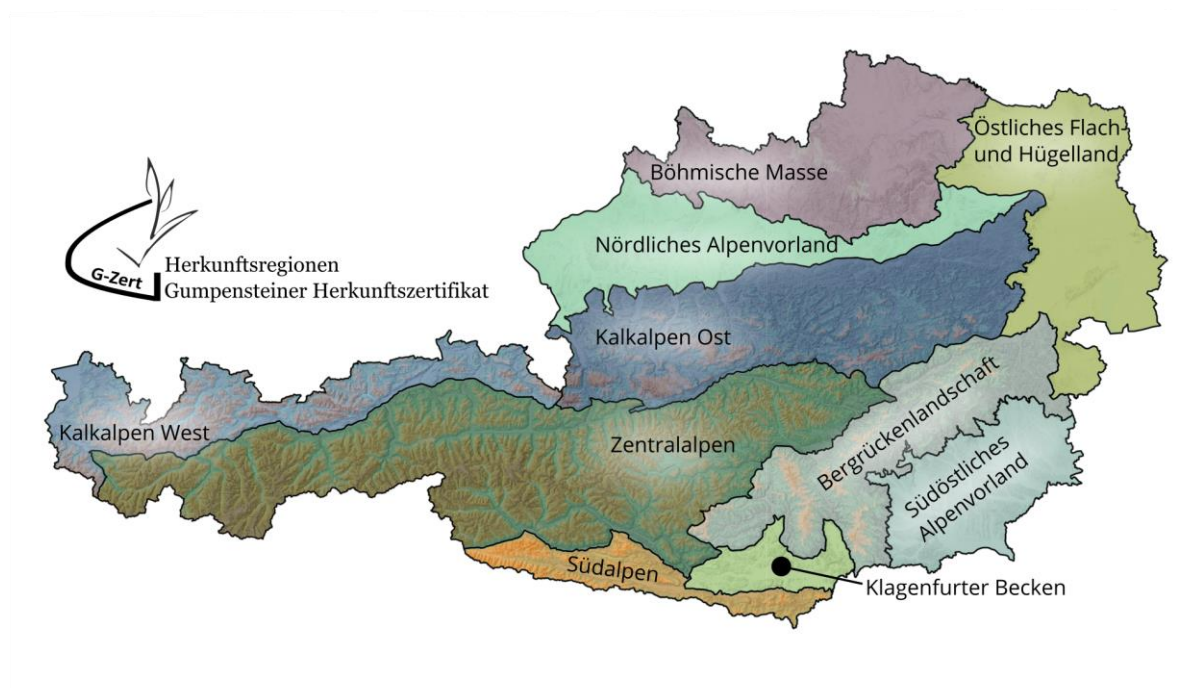 Östliches Flach-
und Hügelland
Böhmische Masse
Nördliches Alpenvorland
G-Zert
Herkunftsregionen
Gumpensteiner Herkunftszertifikat
Kalkalpen Ost
Kalkalpen West
Zentralalpen
Bergrückenlandschaft
Südöstliches
Alpenvorland
Südalpen
Klagenfurter Becken